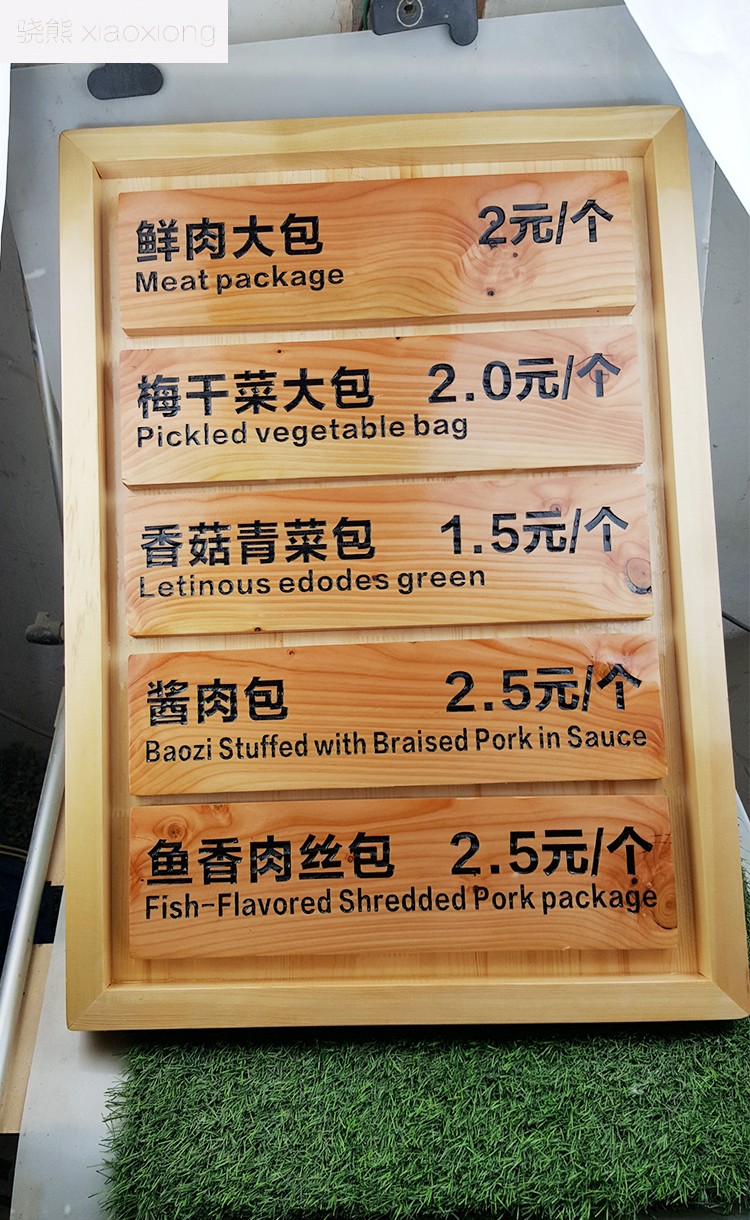 骁熊 xiaoxiong
鲜肉大包 2元/个
Meat package
梅干菜大包 2.0元/个
Pickled vegetable bag
香菇青菜包 1.5元/个
Letinous edodes green
酱肉包 2.5元/个
Baozi Stuffed with Braised Pork in Sauce
鱼香肉丝包 2.5元/个
Fish-Flavored Shredded Pork package